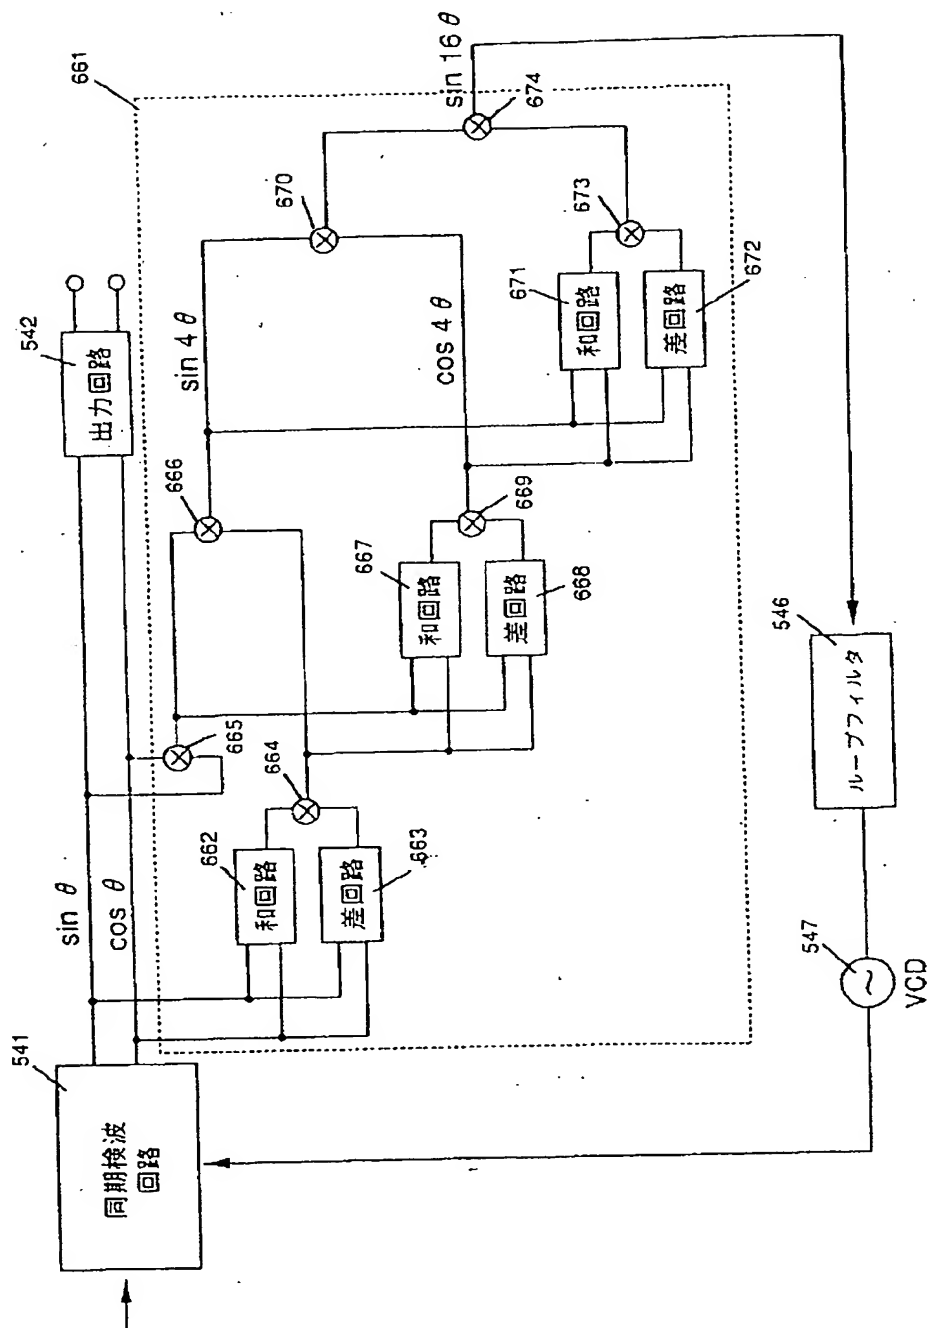 541
同期検波
回路
sin θ
cos θ
542
出力回路
661
662
和回路
663
差回路
664
665
666
sin 4θ
667
和回路
668
差回路
669
cos 4θ
670
671
和回路
672
差回路
673
674
sin 16θ
546
ループフィルタ
547
~
VCD